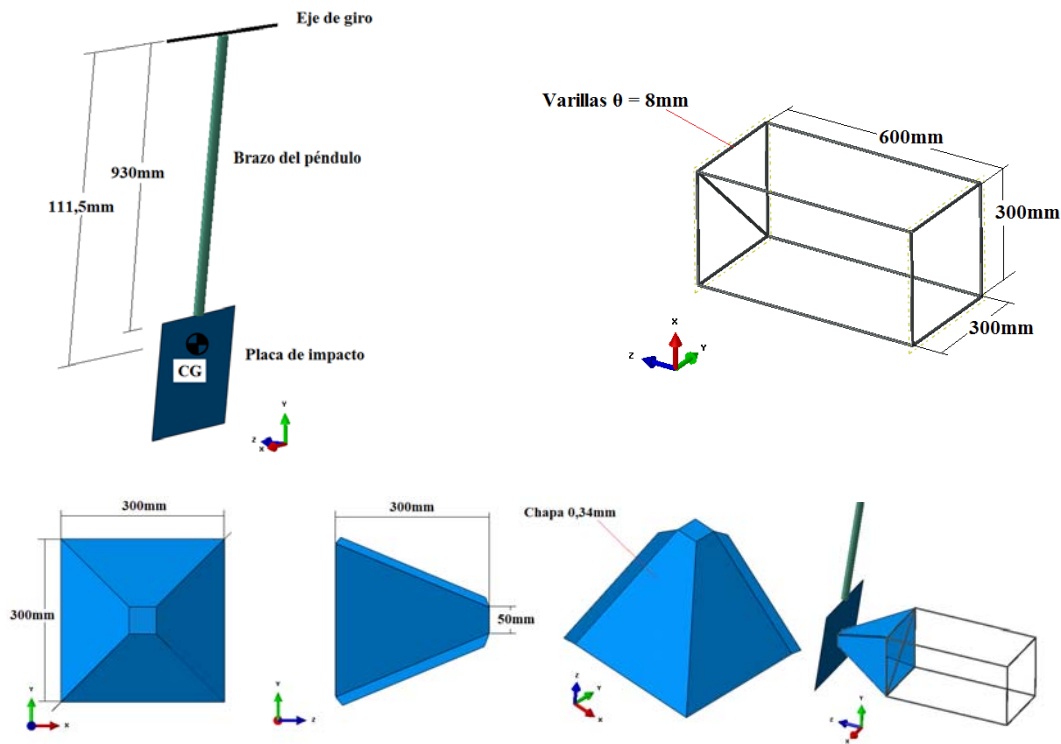 Eje de giro
Brazo del péndulo
930mm
111,5mm
Placa de impacto
CG
Y
Z
X
Varillas θ = 8mm
600mm
300mm
300mm
X
Z
Y
300mm
300mm
Y
X
300mm
50mm
Y
Z
Chapa 0,34mm
Z
Y
X
Y
Z
X